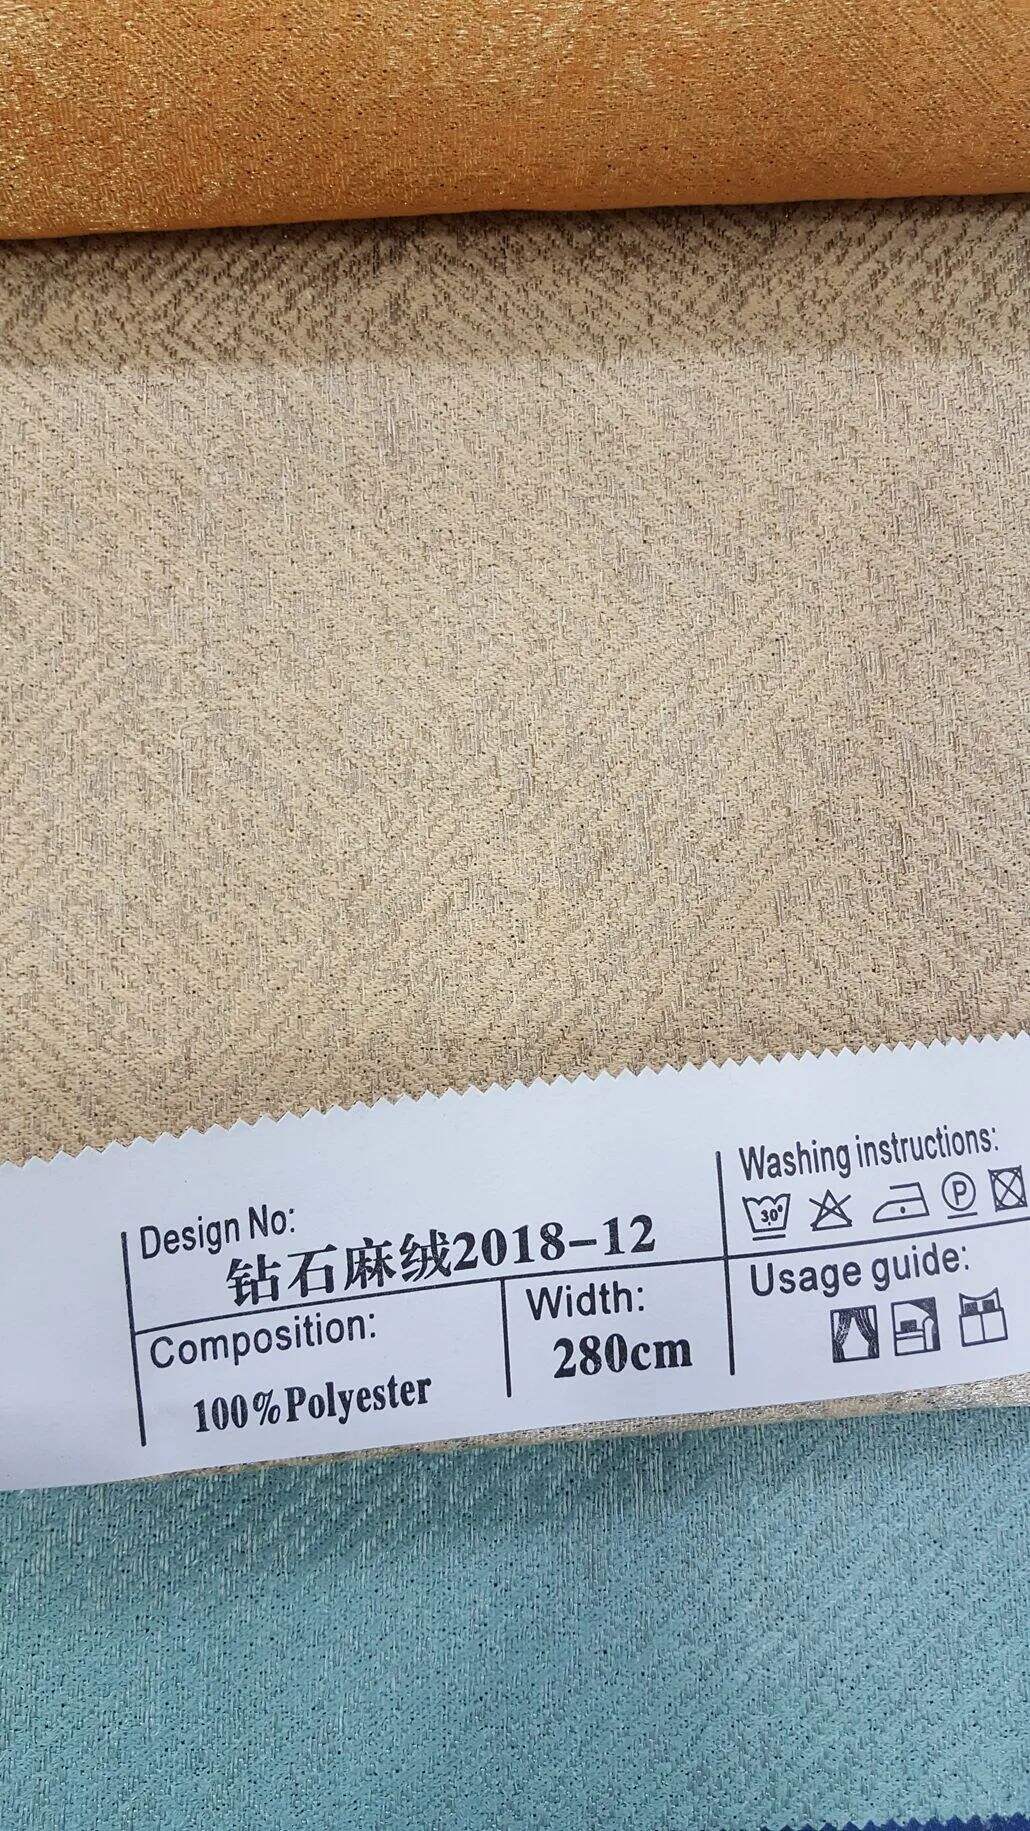 Design No:
钻石麻绒2018-12
Composition:
100%Polyester
Width:
280cm
Washing instructions:
30°
P
Usage guide: